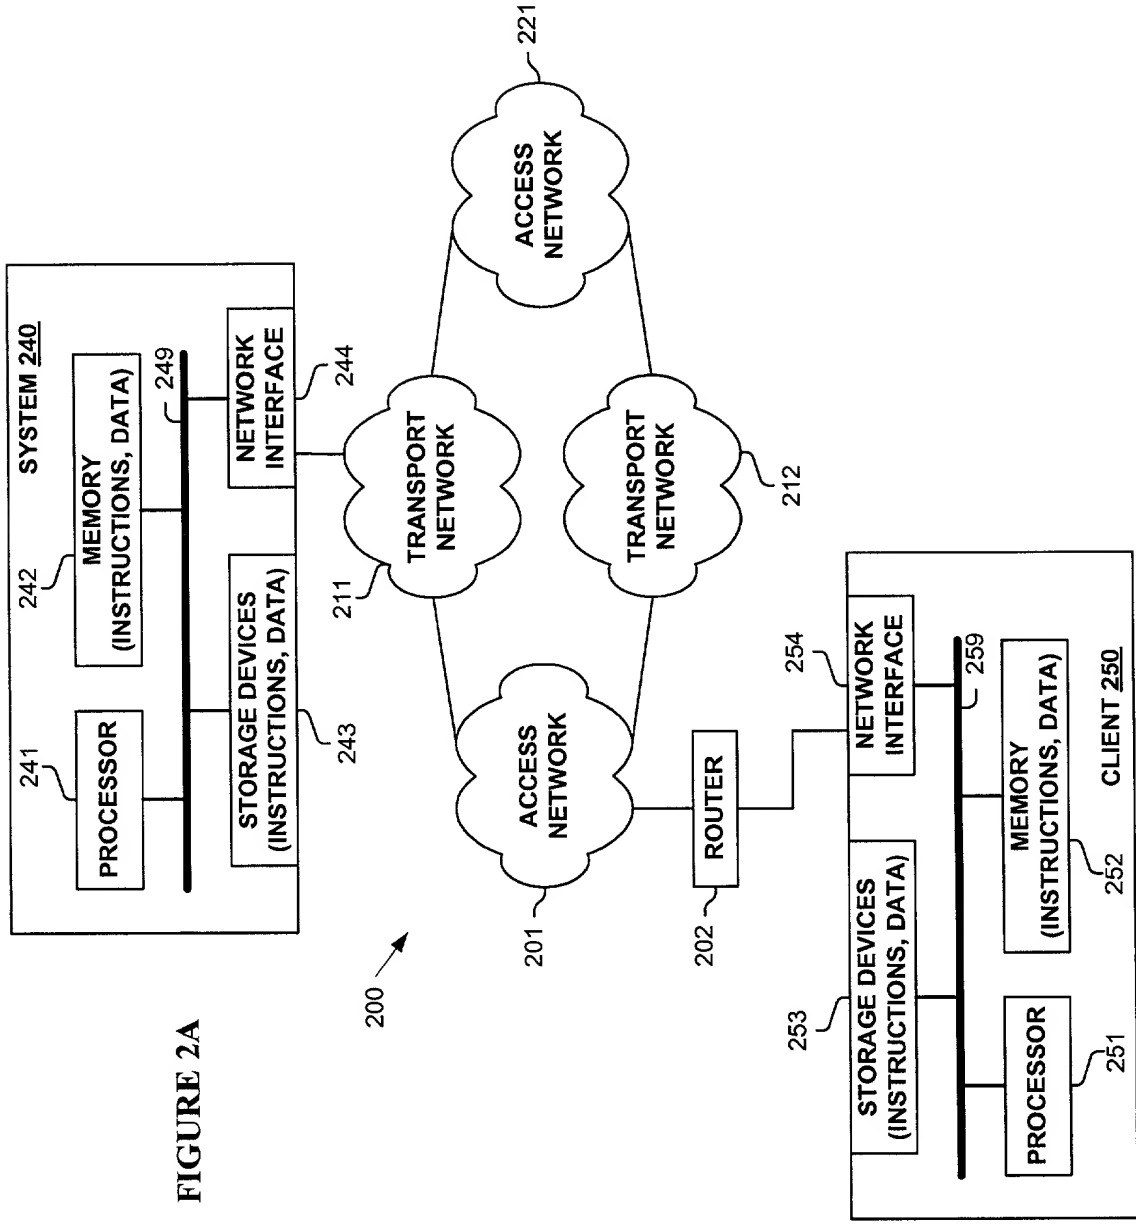 FIGURE 2A
200
SYSTEM 240
241
PROCESSOR
242
MEMORY
(INSTRUCTIONS, DATA)
249
STORAGE DEVICES
(INSTRUCTIONS, DATA)
243
NETWORK
INTERFACE
244
211
TRANSPORT
NETWORK
201
ACCESS
NETWORK
ACCESS
NETWORK
221
TRANSPORT
NETWORK
212
ROUTER
202
253
STORAGE DEVICES
(INSTRUCTIONS, DATA)
254
NETWORK
INTERFACE
259
PROCESSOR
251
MEMORY
(INSTRUCTIONS, DATA)
252
CLIENT 250